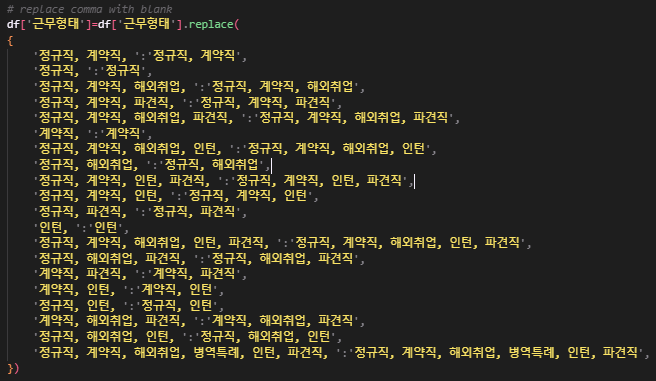 # replace comma with blank
df['근무형태']=df['근무형태'].replace(
{
'정규직, 계약직, ':'정규직, 계약직',
'정규직, ':'정규직',
'정규직, 계약직, 해외취업, ':'정규직, 계약직, 해외취업',
'정규직, 계약직, 파견직, ':'정규직, 계약직, 파견직',
'정규직, 계약직, 해외취업, 파견직, ':'정규직, 계약직, 해외취업, 파견직',
'계약직, ':'계약직',
'정규직, 계약직, 해외취업, 인턴, ':'정규직, 계약직, 해외취업, 인턴',
'정규직, 해외취업, ':'정규직, 해외취업',
'정규직, 계약직, 인턴, 파견직, ':'정규직, 계약직, 인턴, 파견직',
'정규직, 계약직, 인턴, ':'정규직, 계약직, 인턴',
'정규직, 파견직, ':'정규직, 파견직',
'인턴, ':'인턴',
'정규직, 계약직, 해외취업, 인턴, 파견직, ':'정규직, 계약직, 해외취업, 인턴, 파견직',
'정규직, 해외취업, 파견직, ':'정규직, 해외취업, 파견직',
'계약직, 파견직, ':'계약직, 파견직',
'계약직, 인턴, ':'계약직, 인턴',
'정규직, 인턴, ':'정규직, 인턴',
'계약직, 해외취업, 파견직, ':'계약직, 해외취업, 파견직',
'정규직, 해외취업, 인턴, ':'정규직, 해외취업, 인턴',
'정규직, 계약직, 해외취업, 병역특례, 인턴, 파견직, ':'정규직, 계약직, 해외취업, 병역특례, 인턴, 파견직',
})